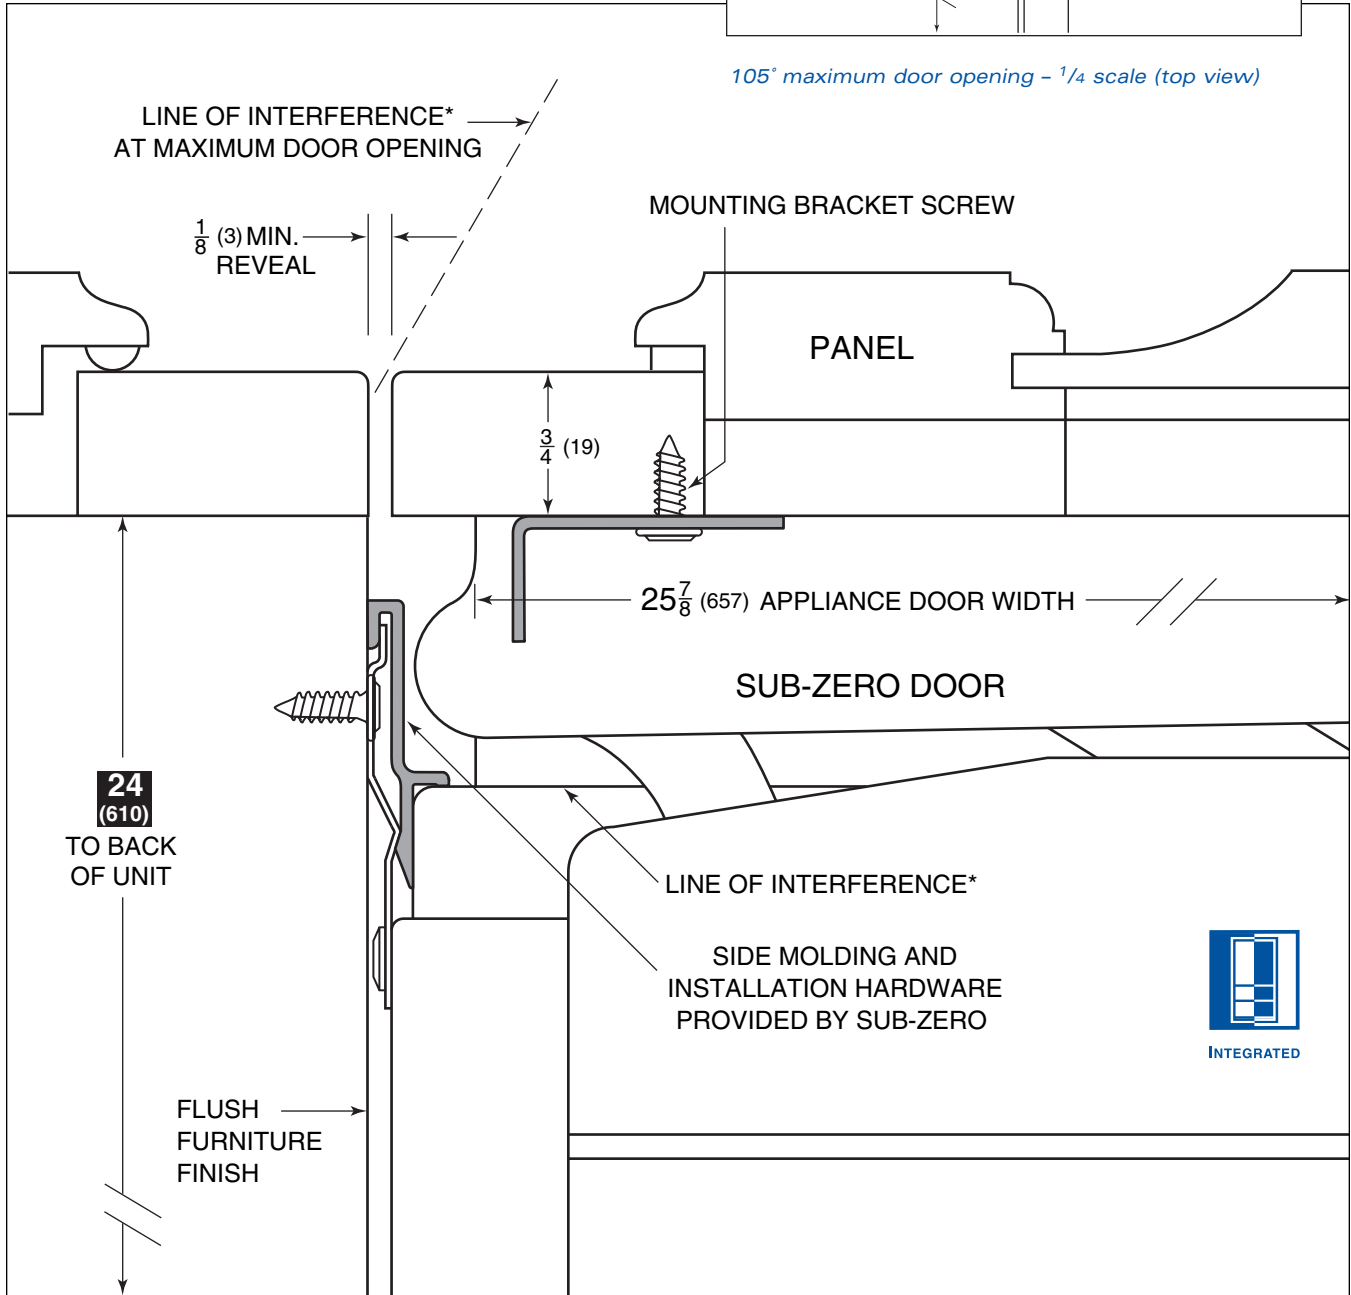 105° maximum door opening – 1/4 scale (top view)
LINE OF INTERFERENCE*
AT MAXIMUM DOOR OPENING
MOUNTING BRACKET SCREW
1/8 (3) MIN.
REVEAL
PANEL
3/4 (19)
25 7/8 (657) APPLIANCE DOOR WIDTH
SUB-ZERO DOOR
24
(610)
TO BACK
OF UNIT
LINE OF INTERFERENCE*
SIDE MOLDING AND
INSTALLATION HARDWARE
PROVIDED BY SUB-ZERO
INTEGRATED
FLUSH
FURNITURE
FINISH